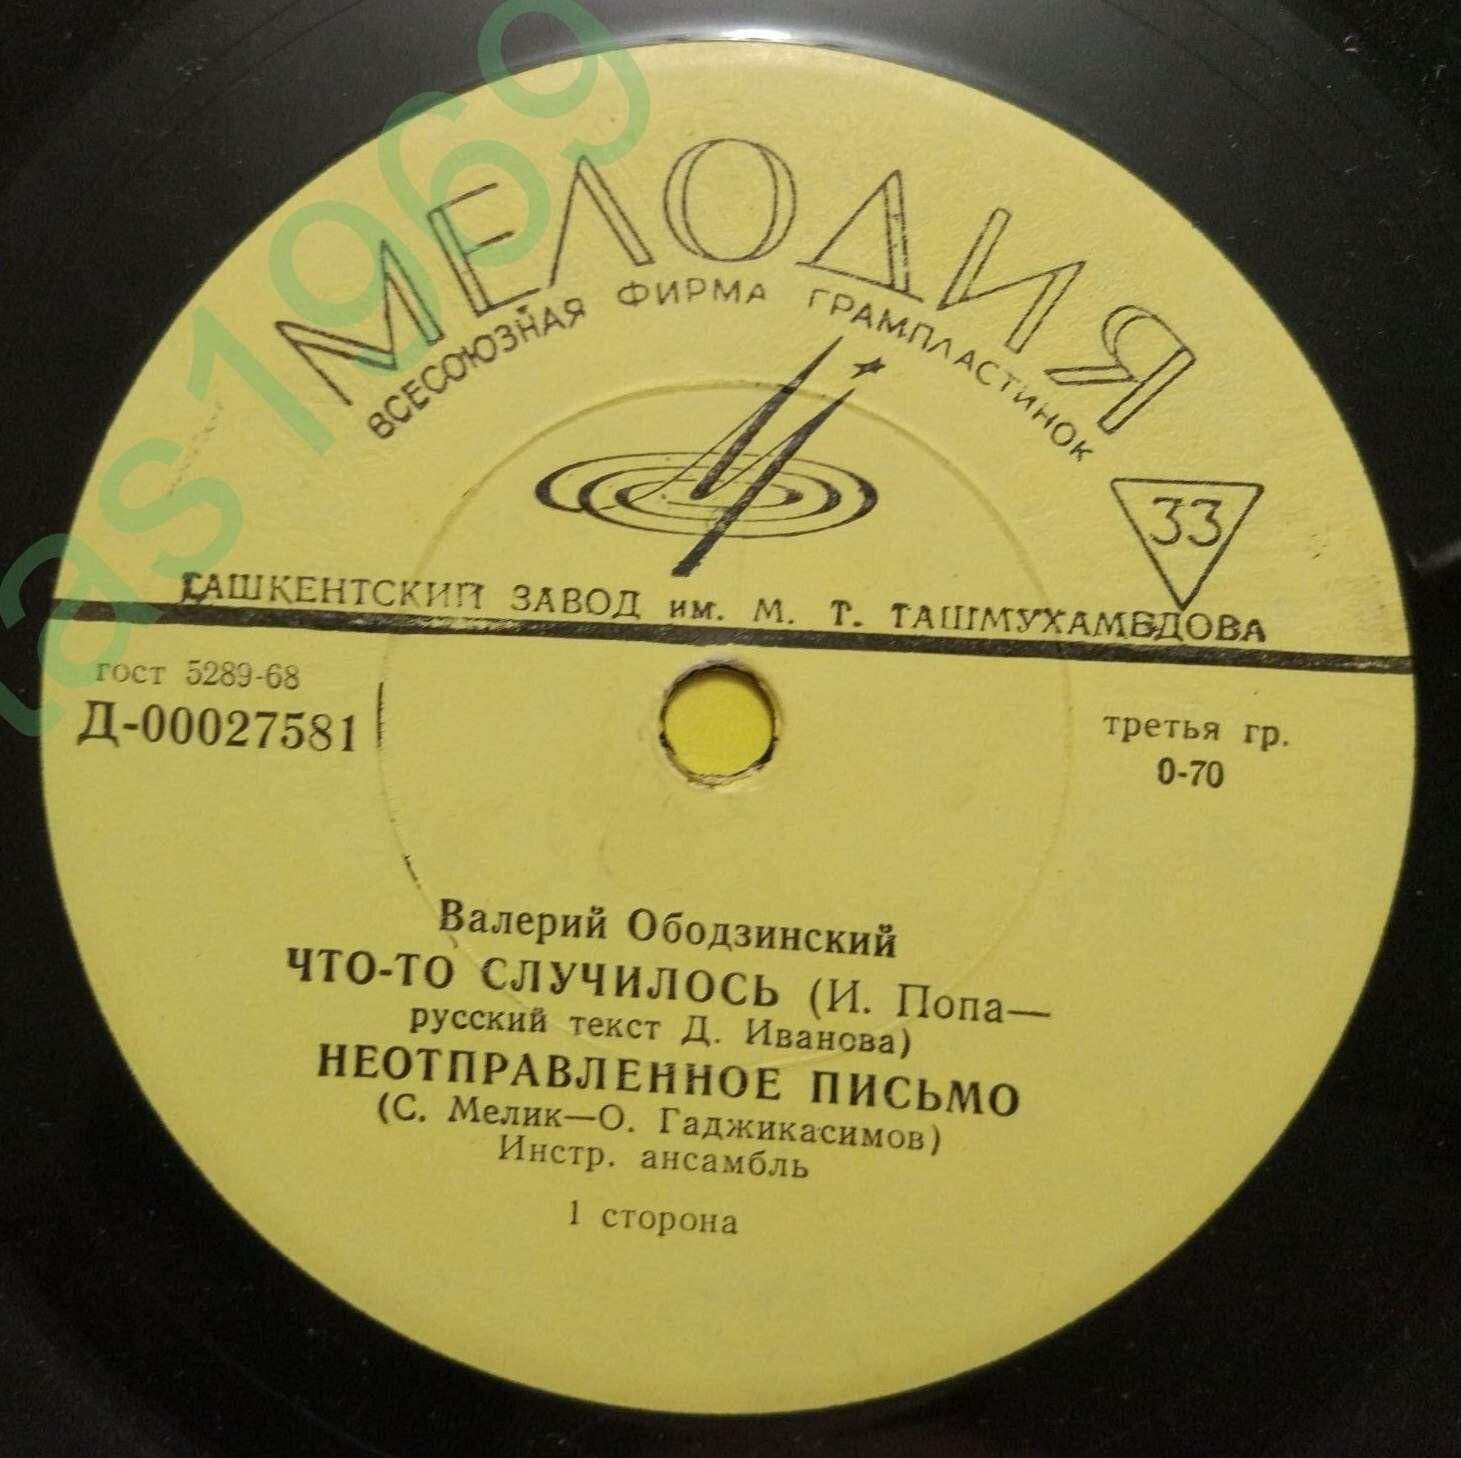 МЕЛОДИЯ
ВСЕСОЮЗНАЯ ФИРМА ГРАМПЛАСТИНОК
33
ТАШКЕНТСКИЙ ЗАВОД им. М. Т. ТАШМУХАМЕДОВА
гост 5289-68
Д-00027581
третья гр.
0-70
Валерий Ободзинский
ЧТО-ТО СЛУЧИЛОСЬ (И. Попа—
русский текст Д. Иванова)
НЕОТПРАВЛЕННОЕ ПИСЬМО
(С. Мелик—О. Гаджикасимов)
Инстр. ансамбль
1 сторона